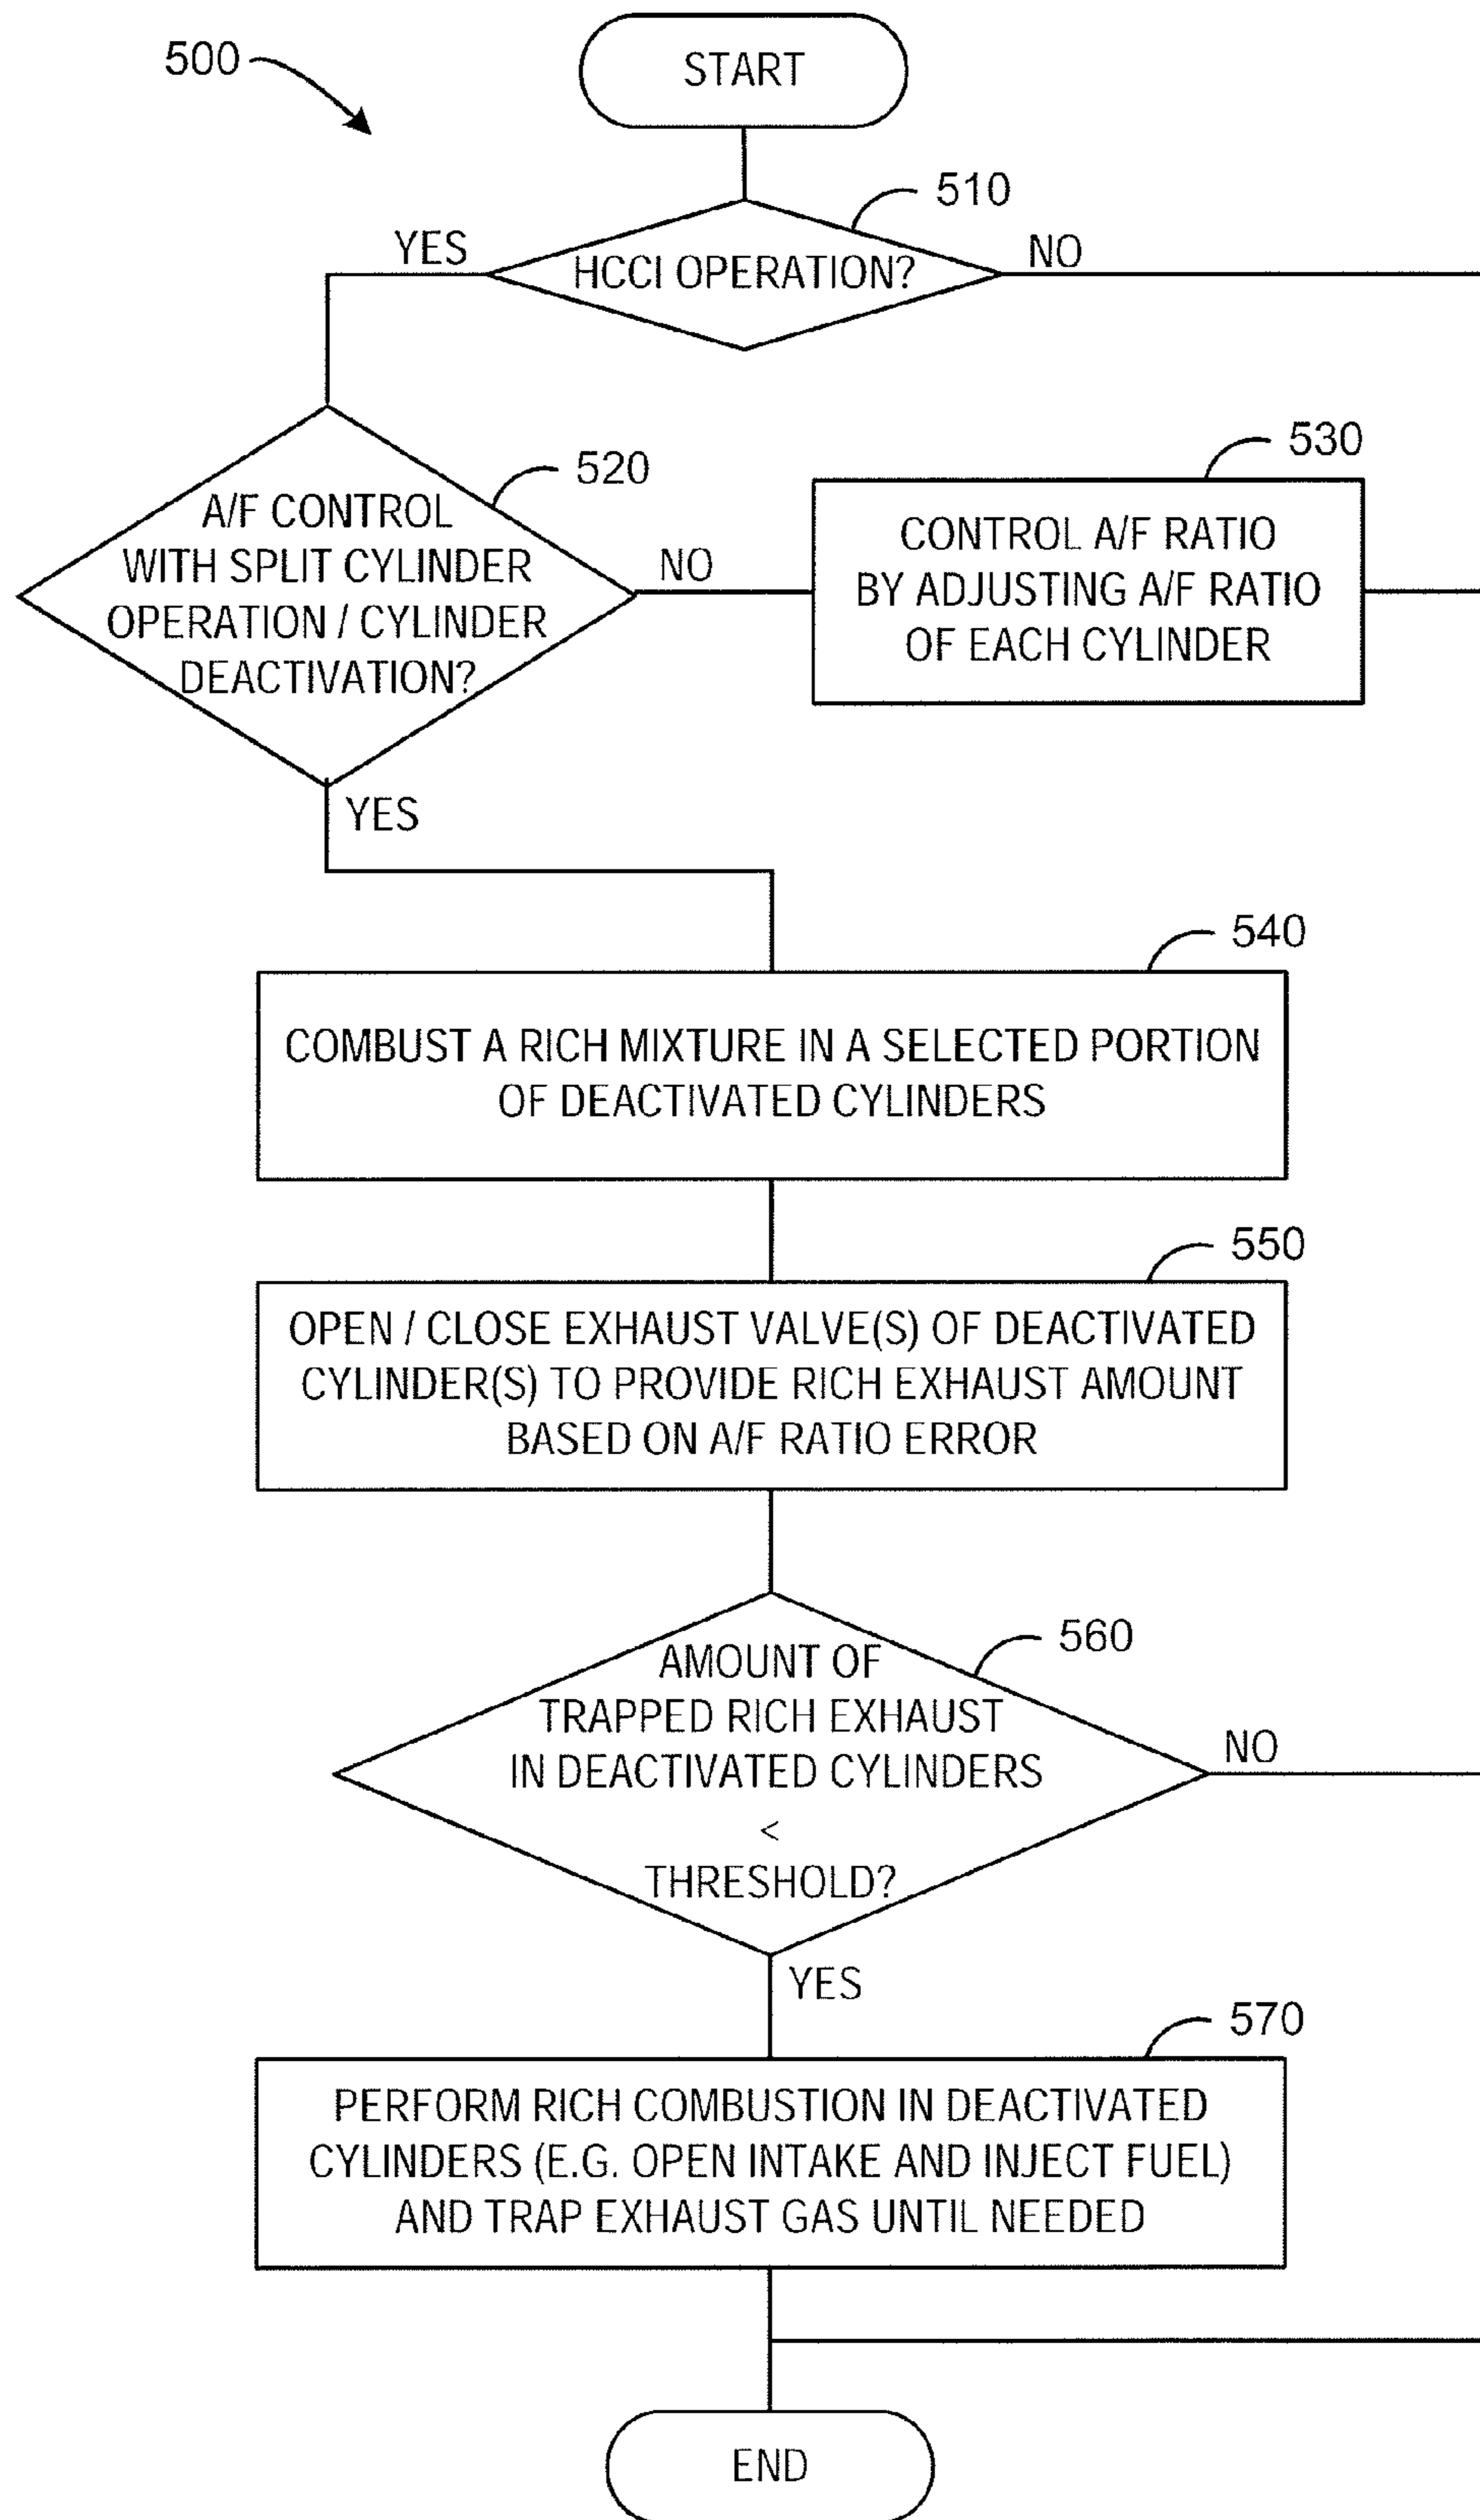 500
START
510
YES
HCCI OPERATION?
NO
520
A/F CONTROL
WITH SPLIT CYLINDER
OPERATION / CYLINDER
DEACTIVATION?
NO
530
CONTROL A/F RATIO
BY ADJUSTING A/F RATIO
OF EACH CYLINDER
YES
540
COMBUST A RICH MIXTURE IN A SELECTED PORTION
OF DEACTIVATED CYLINDERS
550
OPEN / CLOSE EXHAUST VALVE(S) OF DEACTIVATED
CYLINDER(S) TO PROVIDE RICH EXHAUST AMOUNT
BASED ON A/F RATIO ERROR
560
AMOUNT OF
TRAPPED RICH EXHAUST
IN DEACTIVATED CYLINDERS
<
THRESHOLD?
NO
YES
570
PERFORM RICH COMBUSTION IN DEACTIVATED
CYLINDERS (E.G. OPEN INTAKE AND INJECT FUEL)
AND TRAP EXHAUST GAS UNTIL NEEDED
END